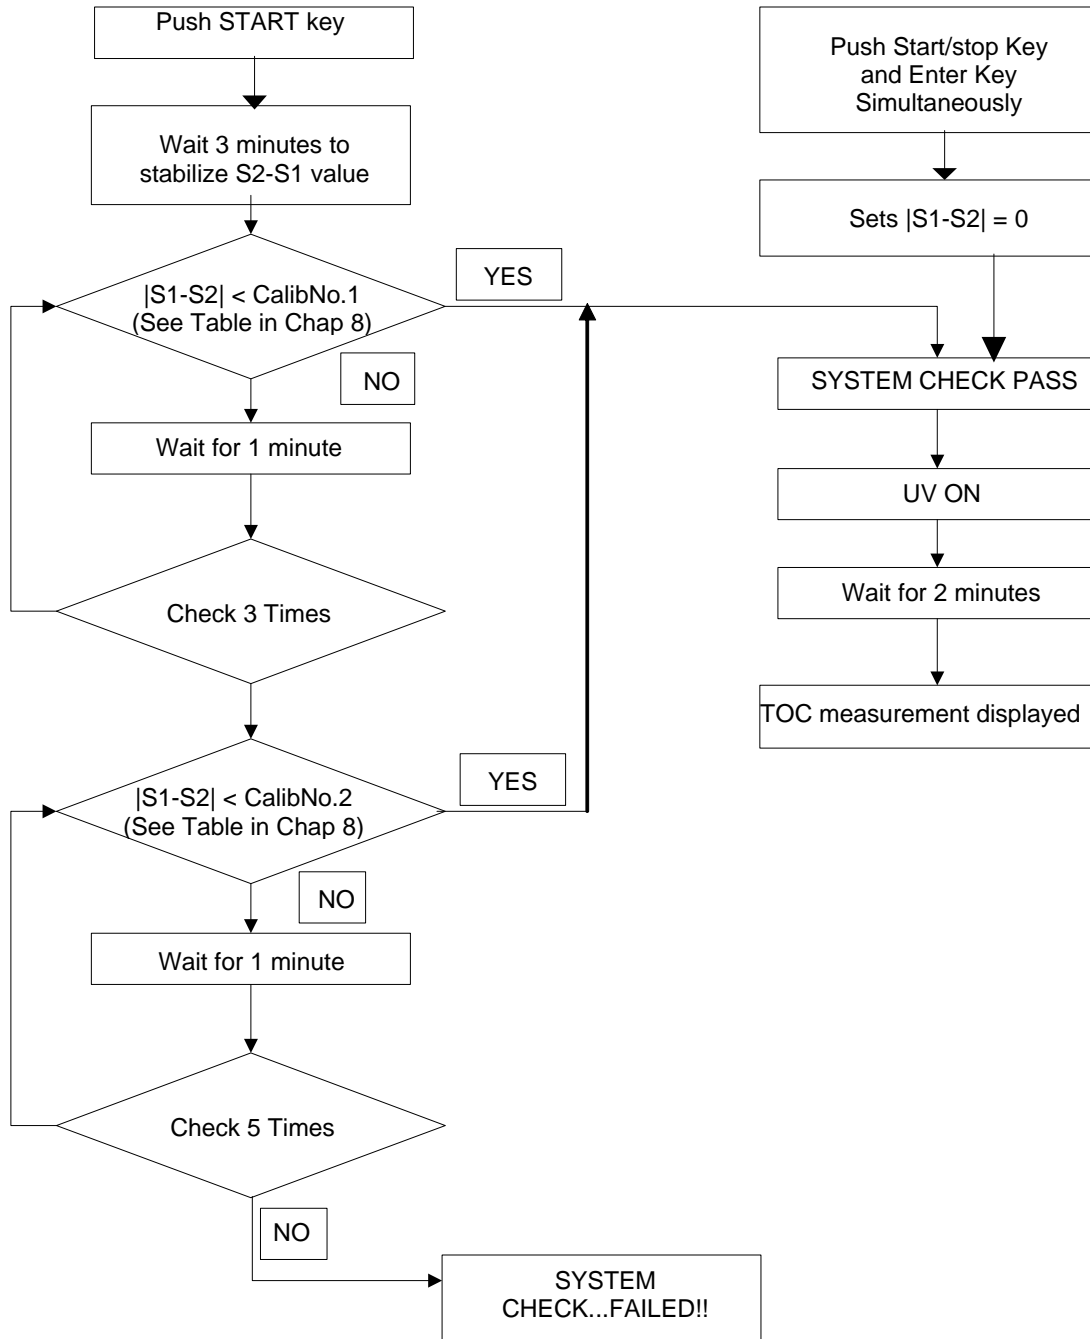 Push START key
Wait 3 minutes to
stabilize S2-S1 value
|S1-S2| < CalibNo.1
(See Table in Chap 8)
YES
NO
Wait for 1 minute
Check 3 Times
|S1-S2| < CalibNo.2
(See Table in Chap 8)
YES
NO
Wait for 1 minute
Check 5 Times
NO
SYSTEM
CHECK...FAILED!!
Push Start/stop Key
and Enter Key
Simultaneously
Sets |S1-S2| = 0
SYSTEM CHECK PASS
UV ON
Wait for 2 minutes
TOC measurement displayed